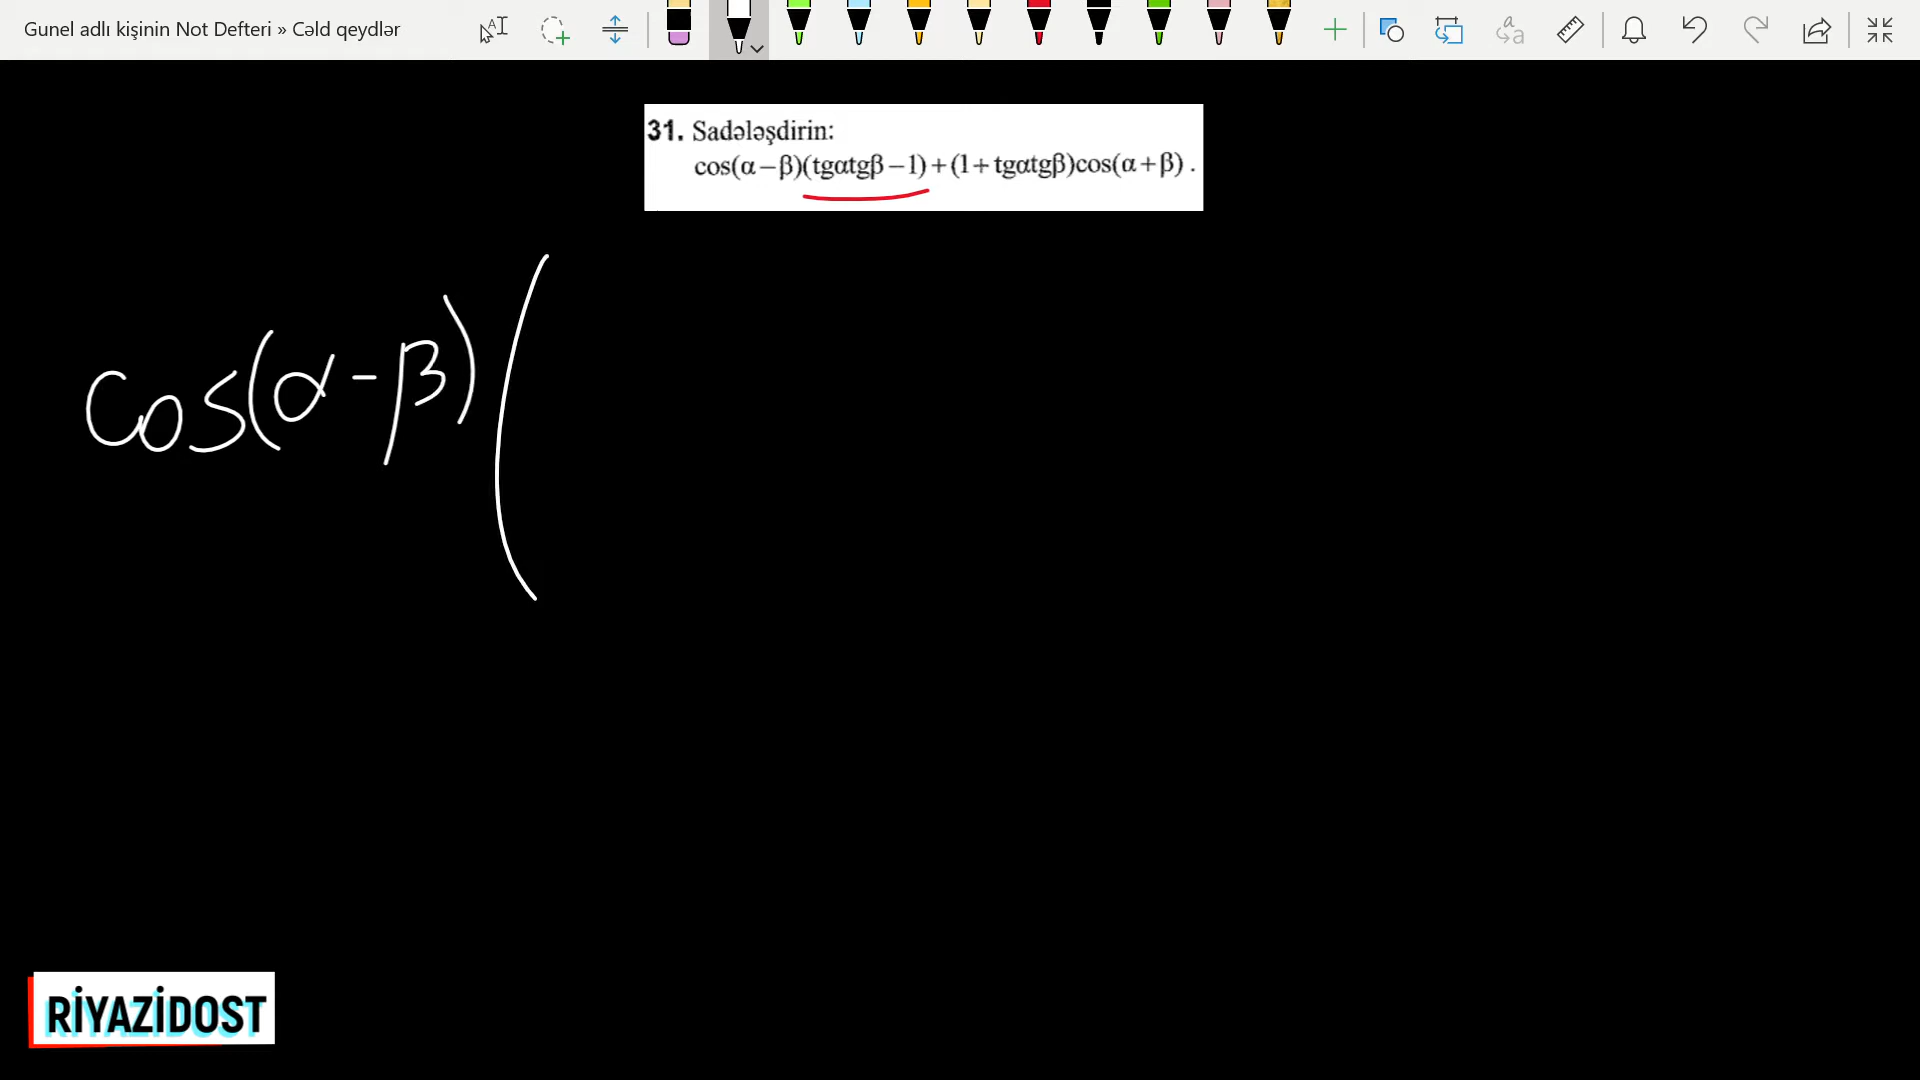 Gunel adlı kişinin Not Defteri » Cəld qeydlər
31. Sadələşdirin:
cos(α−β)(tgαtgβ−1)+(1+tgαtgβ)cos(α+β) .
cos(α-β)(
RİYAZİDOST